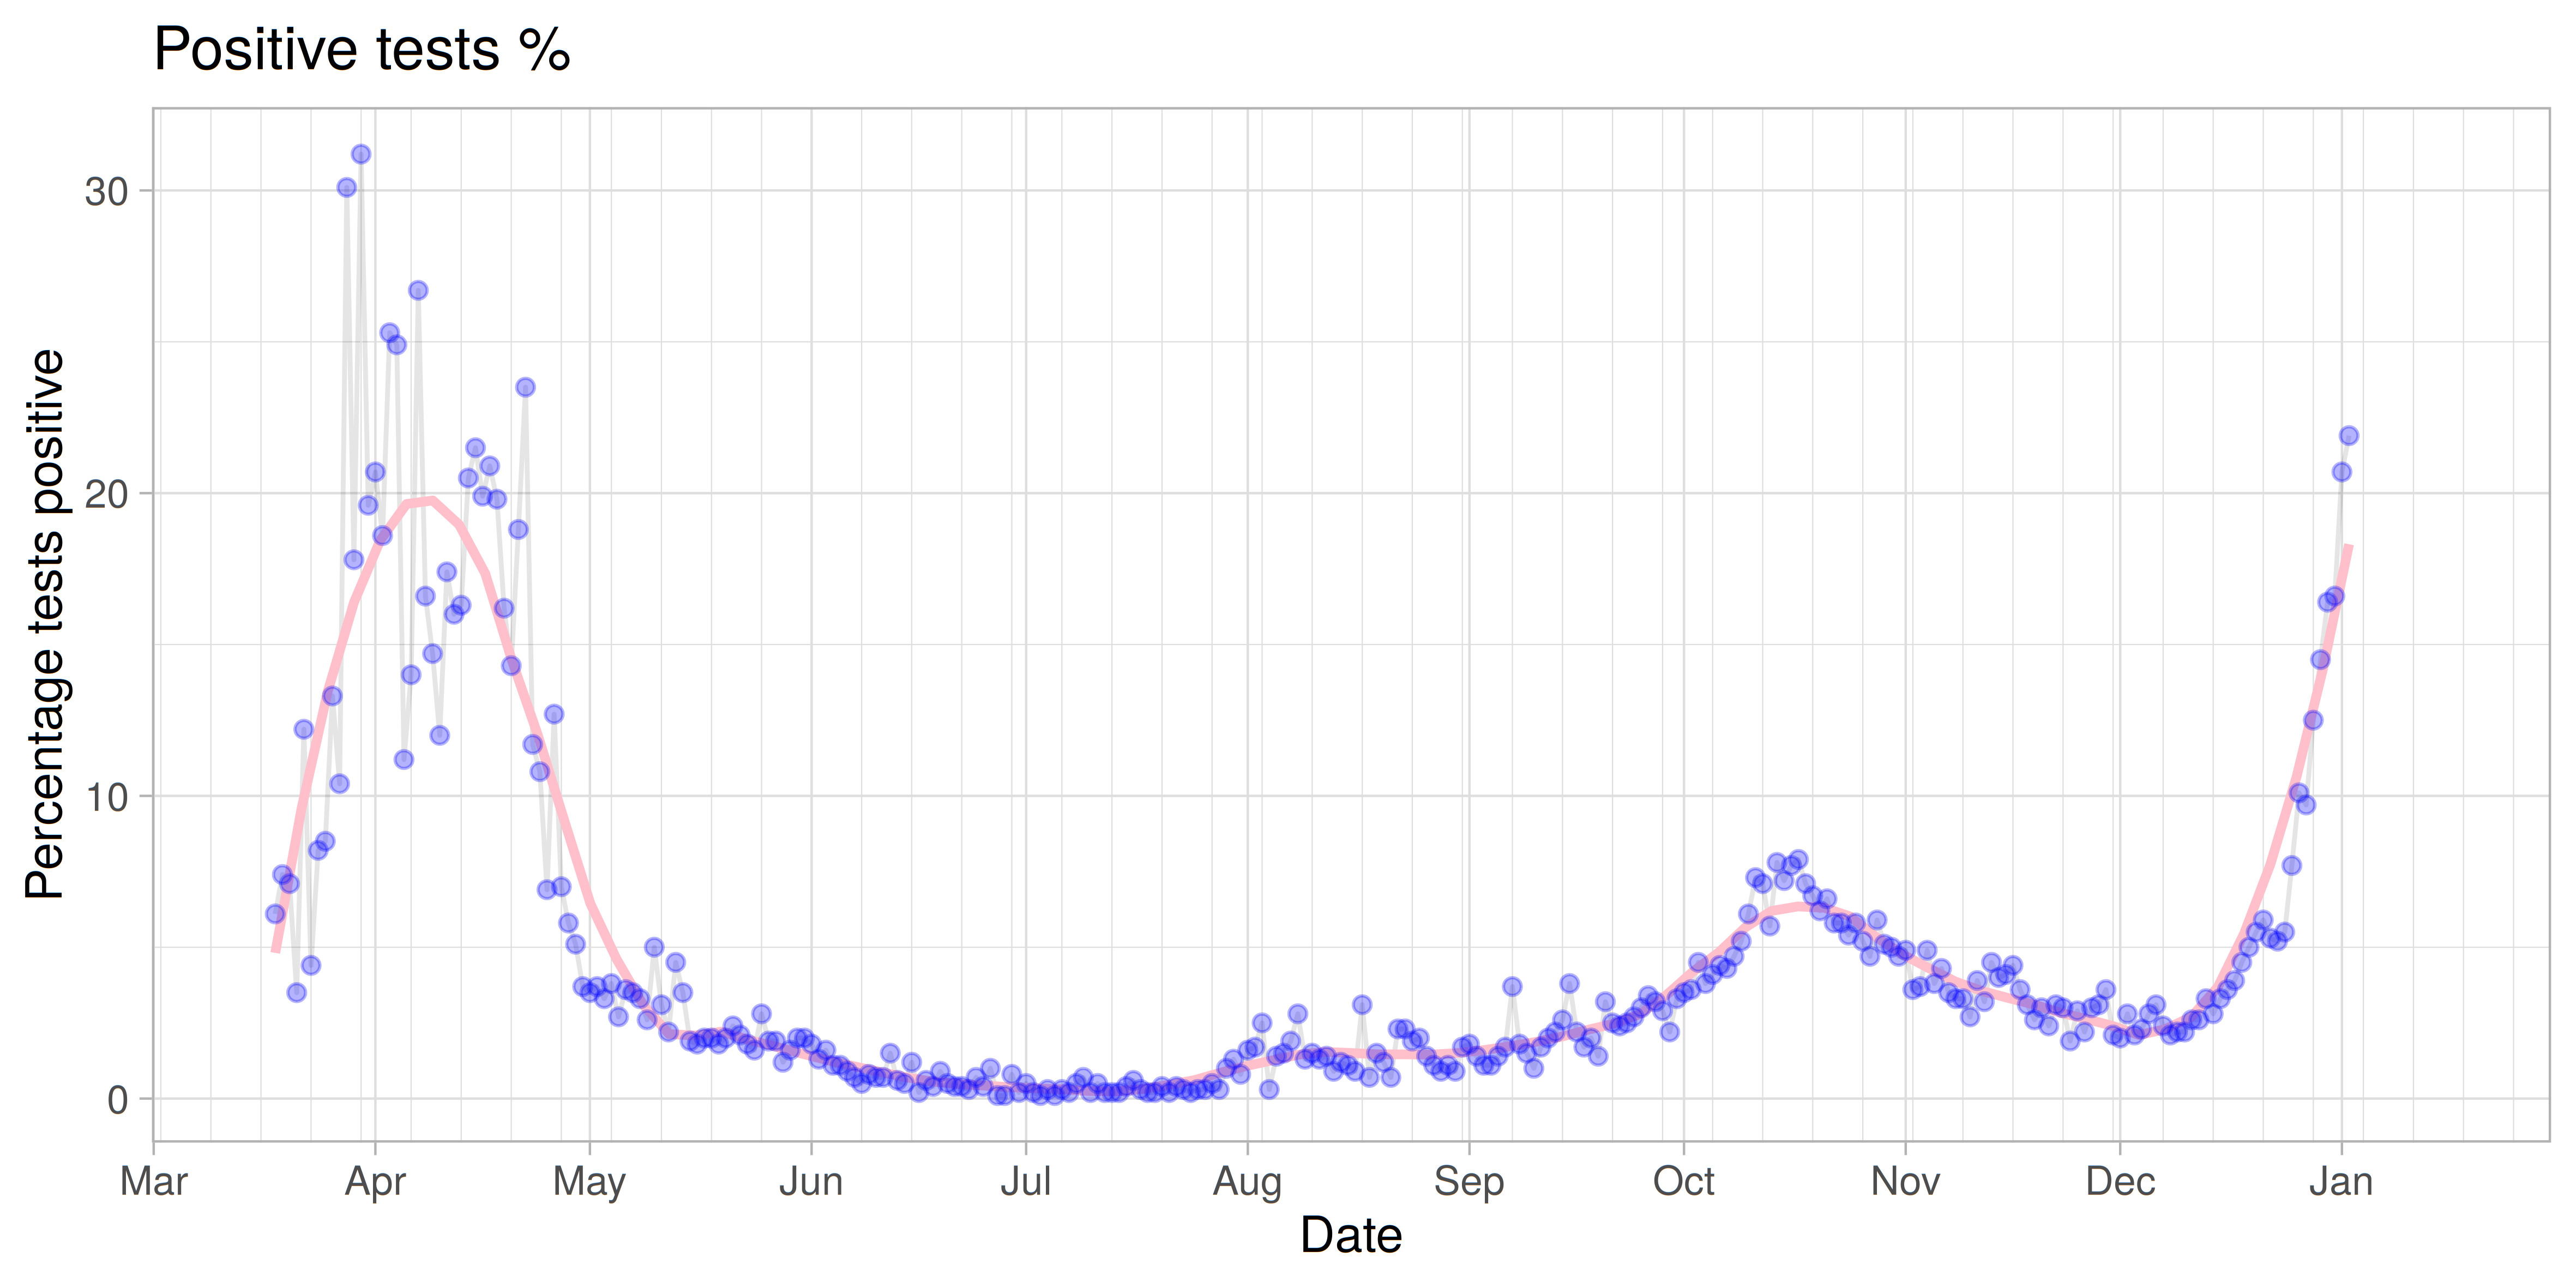 Positive tests %
Percentage tests positive
30
20
10
0
Mar Apr May Jun Jul Aug Sep Oct Nov Dec Jan
Date